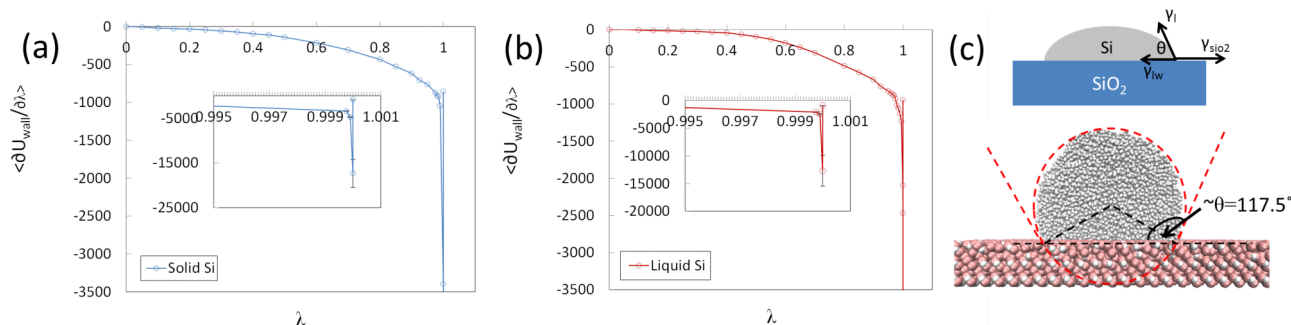 (a)
0
0 0.2 0.4 0.6 0.8 1
-500
-1000
-1500
-2000
-2500
-3000
-3500
<∂U_wall/∂λ>
0.995 0.997 0.999 1.001
-5000
-15000
-25000
Solid Si
λ
(b)
0
0 0.2 0.4 0.6 0.8 1
-500
-1000
-1500
-2000
-2500
-3000
-3500
<∂U_wall/∂λ>
0
0.995 0.997 0.999 1.001
-5000
-10000
-15000
-20000
Liquid Si
λ
(c)
γ_l
Si θ
γ_lw γ_sio2
SiO₂
~θ=117.5°